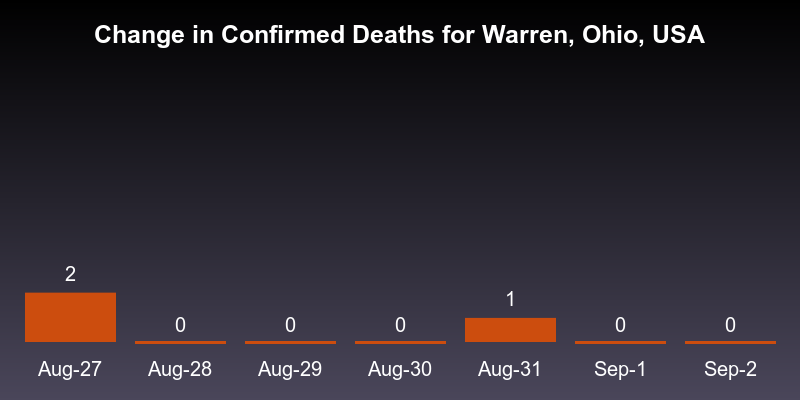 Change in Confirmed Deaths for Warren, Ohio, USA
2
0
0
0
1
0
0
Aug-27
Aug-28
Aug-29
Aug-30
Aug-31
Sep-1
Sep-2